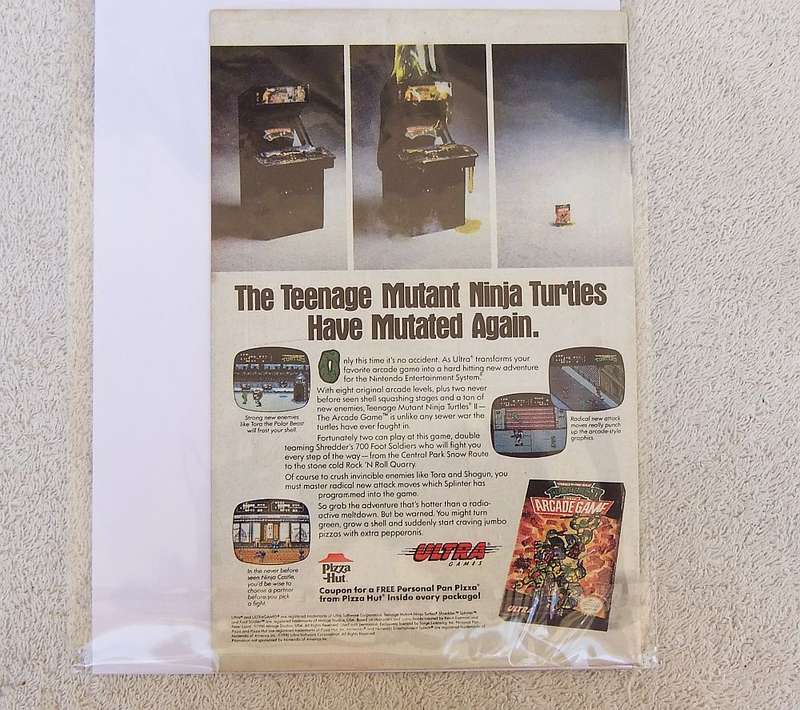 The Teenage Mutant Ninja Turtles
Have Mutated Again.
Only this time it's no accident. As Ultra® transforms your
favorite arcade game into a hard hitting new adventure
for the Nintendo Entertainment System.®
With eight original arcade levels, plus two never
before seen shell squashing stages and a ton of
new enemies, Teenage Mutant Ninja Turtles® II—
The Arcade Game™ is unlike any sewer war the
turtles have ever fought in.
Fortunately two can play at this game, double
teaming Shredder's 700 Foot Soldiers who will fight you
every step of the way—from the Central Park Snow Route
to the stone cold Rock 'N Roll Quarry.
Of course to crush invincible enemies like Tora and Shogun, you
must master radical new attack moves which Splinter has
programmed into the game.
So grab the adventure that's hotter than a radio-
active meltdown. But be warned. You might turn
green, grow a shell and suddenly start craving jumbo
pizzas with extra pepperonis.
Strong new enemies
like Tora the Polar Beast
will frost your shell.
Radical new attack
moves really punch
up the arcade-style
graphics.
In the never before
seen Ninja Castle,
you'd be wise to
choose a partner
before you pick
a fight.
Pizza
Hut
ULTRA
GAMES
Coupon for a FREE Personal Pan Pizza®
from Pizza Hut® inside every package!
ARCADE GAME
ULTRA